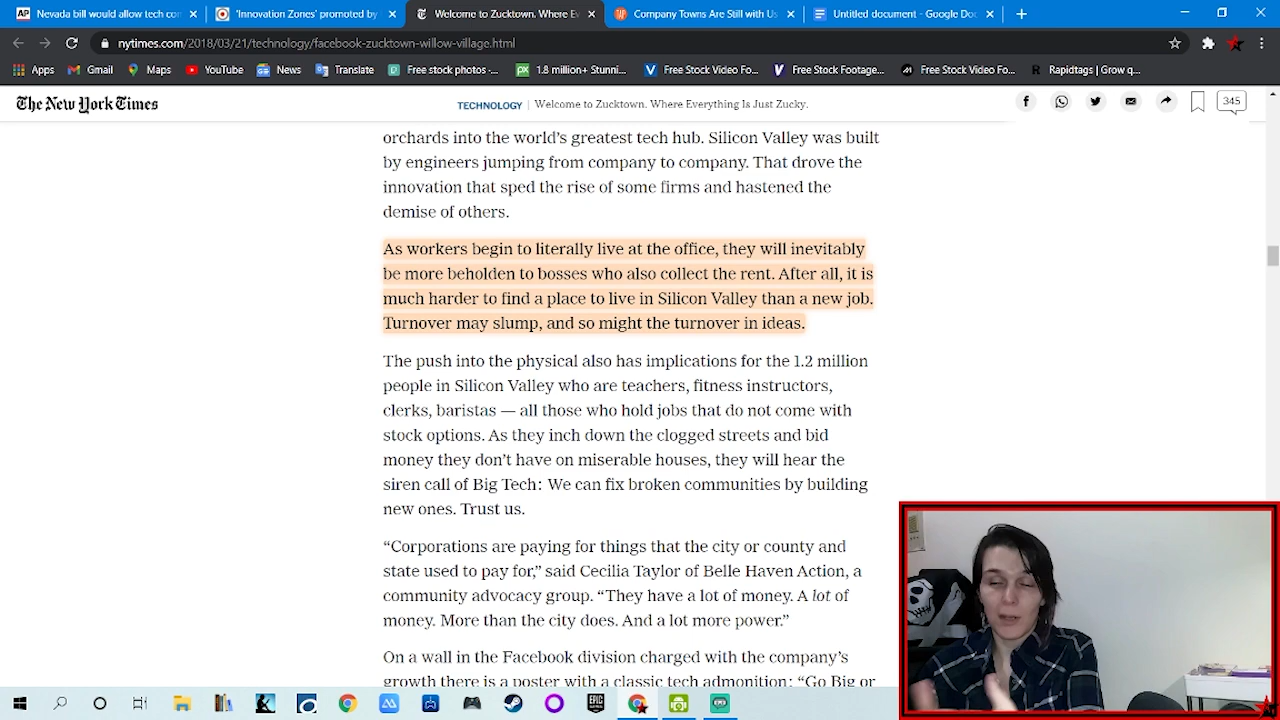 Nevada bill would allow tech con
'Innovation Zones' promoted by
Welcome to Zucktown. Where Ev
Company Towns Are Still with Us
Untitled document - Google Doc
nytimes.com/2018/03/21/technology/facebook-zucktown-willow-village.html
Apps
Gmail
Maps
YouTube
News
Translate
Free stock photos -...
1.8 million+ Stunni...
Free Stock Video Fo...
Free Stock Footage...
Free Stock Video Fo...
Rapidtags | Grow q...
The New York Times
TECHNOLOGY | Welcome to Zucktown. Where Everything Is Just Zucky.
345
orchards into the world's greatest tech hub. Silicon Valley was built
by engineers jumping from company to company. That drove the
innovation that sped the rise of some firms and hastened the
demise of others.
As workers begin to literally live at the office, they will inevitably
be more beholden to bosses who also collect the rent. After all, it is
much harder to find a place to live in Silicon Valley than a new job.
Turnover may slump, and so might the turnover in ideas.
The push into the physical also has implications for the 1.2 million
people in Silicon Valley who are teachers, fitness instructors,
clerks, baristas — all those who hold jobs that do not come with
stock options. As they inch down the clogged streets and bid
money they don't have on miserable houses, they will hear the
siren call of Big Tech: We can fix broken communities by building
new ones. Trust us.
“Corporations are paying for things that the city or county and
state used to pay for,” said Cecilia Taylor of Belle Haven Action, a
community advocacy group. “They have a lot of money. A lot of
money. More than the city does. And a lot more power.”
On a wall in the Facebook division charged with the company's
growth there is a poster with a classic tech admonition: “Go Big or